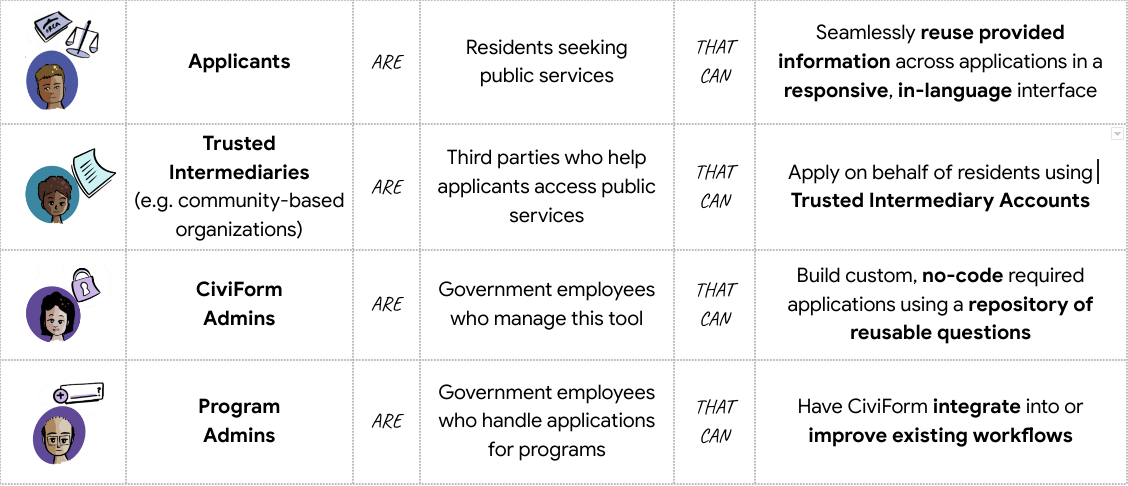 Applicants
ARE
Residents seeking
public services
THAT
CAN
Seamlessly reuse provided
information across applications in a
responsive, in-language interface
Trusted
Intermediaries
(e.g. community-based
organizations)
ARE
Third parties who help
applicants access public
services
THAT
CAN
Apply on behalf of residents using
Trusted Intermediary Accounts
CiviForm
Admins
ARE
Government employees
who manage this tool
THAT
CAN
Build custom, no-code required
applications using a repository of
reusable questions
Program
Admins
ARE
Government employees
who handle applications
for programs
THAT
CAN
Have CiviForm integrate into or
improve existing workflows